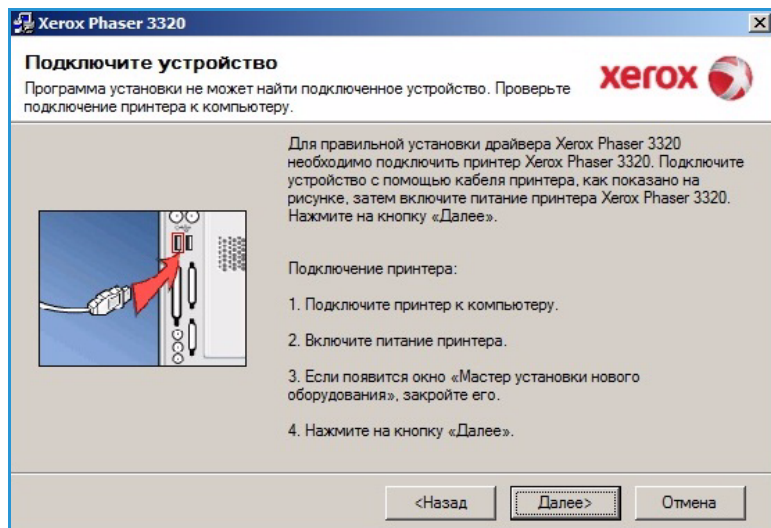 Xerox Phaser 3320
Подключите устройство
Программа установки не может найти подключенное устройство. Проверьте
подключение принтера к компьютеру.
xerox
Для правильной установки драйвера Xerox Phaser 3320
необходимо подключить принтер Xerox Phaser 3320. Подключите
устройство с помощью кабеля принтера, как показано на
рисунке, затем включите питание принтера Xerox Phaser 3320.
Нажмите на кнопку «Далее».
Подключение принтера:
1. Подключите принтер к компьютеру.
2. Включите питание принтера.
3. Если появится окно «Мастер установки нового
оборудования», закройте его.
4. Нажмите на кнопку «Далее».
<Назад
Далее>
Отмена